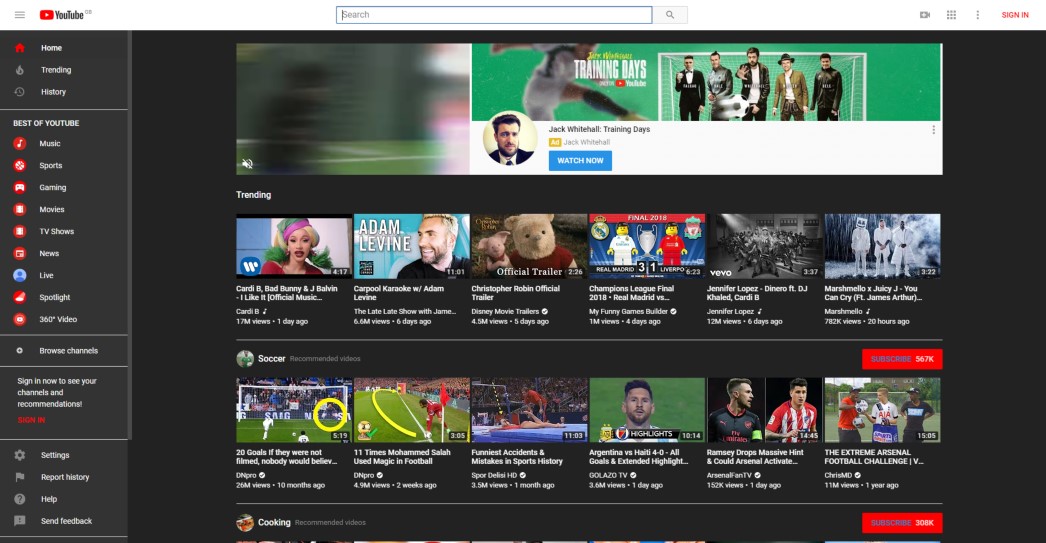 YouTube GB
Search
SIGN IN
Home
Trending
History
BEST OF YOUTUBE
Music
Sports
Gaming
Movies
TV Shows
News
Live
Spotlight
360° Video
Browse channels
Sign in now to see your
channels and
recommendations!
SIGN IN
Settings
Report history
Help
Send feedback
JACK WHITEHALL
TRAINING DAYS
YouTube
Jack Whitehall: Training Days
Ad Jack Whitehall
WATCH NOW
Trending
4:17
Cardi B, Bad Bunny & J Balvin
- I Like It [Official Music...
Cardi B
17M views • 1 day ago
ADAM
LEVINE
11:01
Carpool Karaoke w/ Adam
Levine
The Late Late Show with Jame...
6.6M views • 6 days ago
Christopher Robin
Official Trailer 2:26
Christopher Robin Official
Trailer
Disney Movie Trailers
4.5M views • 5 days ago
FINAL 2018
REAL MADRID 3 1 LIVERPO 6:23
Champions League Final
2018 • Real Madrid vs...
My Funny Games Builder
1M views • 4 days ago
vevo 3:37
Jennifer Lopez - Dinero ft. DJ
Khaled, Cardi B
Jennifer Lopez
12M views • 6 days ago
3:22
Marshmello x Juicy J - You
Can Cry (Ft. James Arthur)...
Marshmello
782K views • 20 hours ago
Soccer Recommended videos
SUBSCRIBE 567K
5:19
20 Goals If they were not
filmed, nobody would believ...
DNpro
26M views • 10 months ago
3:05
11 Times Mohammed Salah
Used Magic in Football
DNpro
4.9M views • 2 weeks ago
11:03
Funniest Accidents &
Mistakes in Sports History
Spor Delisi HD
3.5M views • 1 month ago
HIGHLIGHTS 10:14
Argentina vs Haiti 4-0 - All
Goals & Extended Highlight...
GOLAZO TV
3.6M views • 1 day ago
14:45
Ramsey Drops Massive Hint
& Could Arsenal Activate...
ArsenalFanTV
152K views • 1 day ago
AIA
15:05
THE EXTREME ARSENAL
FOOTBALL CHALLENGE | V...
ChrisMD
11M views • 1 year ago
Cooking Recommended videos
SUBSCRIBE 308K